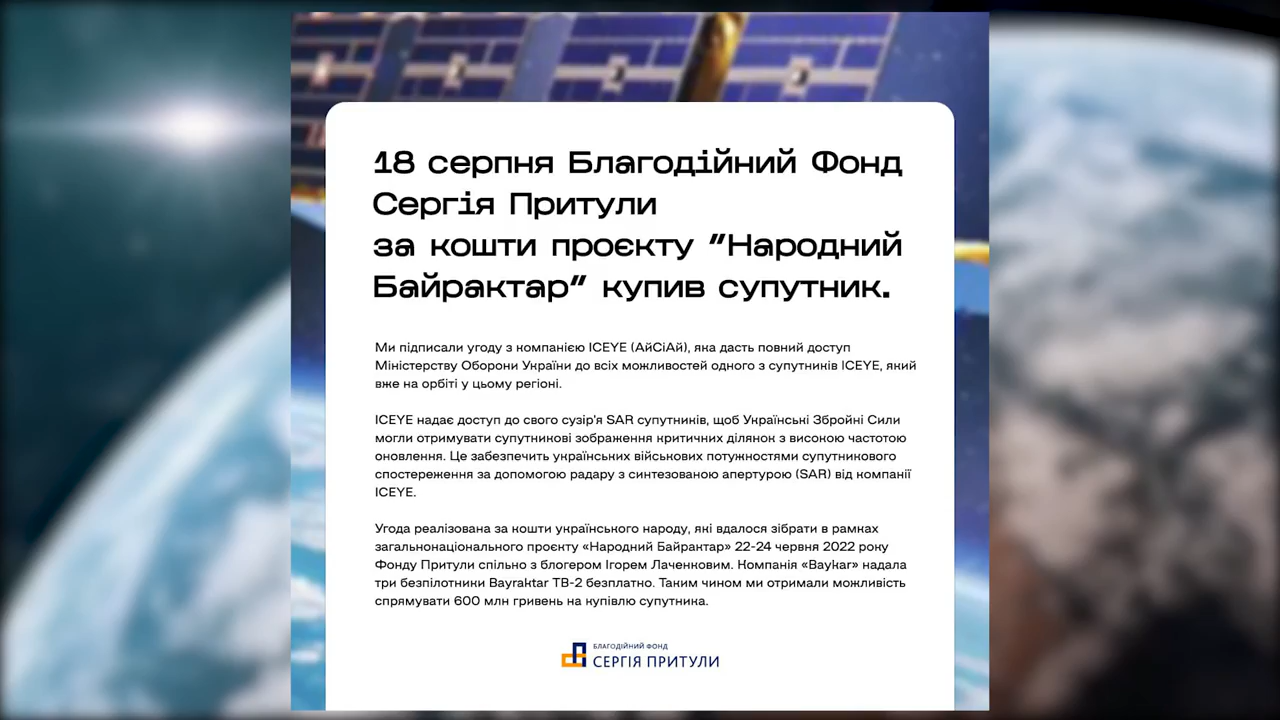 18 серпня Благодійний Фонд
Сергія Притули
за кошти проєкту "Народний
Байрактар" купив супутник.
Ми підписали угоду з компанією ICEYE (АйСіАй), яка дасть повний доступ
Міністерству Оборони України до всіх можливостей одного з супутників ICEYE, який
вже на орбіті у цьому регіоні.
ICEYE надає доступ до свого сузір'я SAR супутників, щоб Українські Збройні Сили
могли отримувати супутникові зображення критичних ділянок з високою частотою
оновлення. Це забезпечить українських військових потужностями супутникового
спостереження за допомогою радару з синтезованою апертурою (SAR) від компанії
ICEYE.
Угода реалізована за кошти українського народу, які вдалося зібрати в рамках
загальнонаціонального проєкту «Народний Байрактар» 22-24 червня 2022 року
Фонду Притули спільно з блогером Ігорем Лаченковим. Компанія «Baykar» надала
три безпілотники Bayraktar TB-2 безплатно. Таким чином ми отримали можливість
спрямувати 600 млн гривень на купівлю супутника.
БЛАГОДІЙНИЙ ФОНД
СЕРГІЯ ПРИТУЛИ